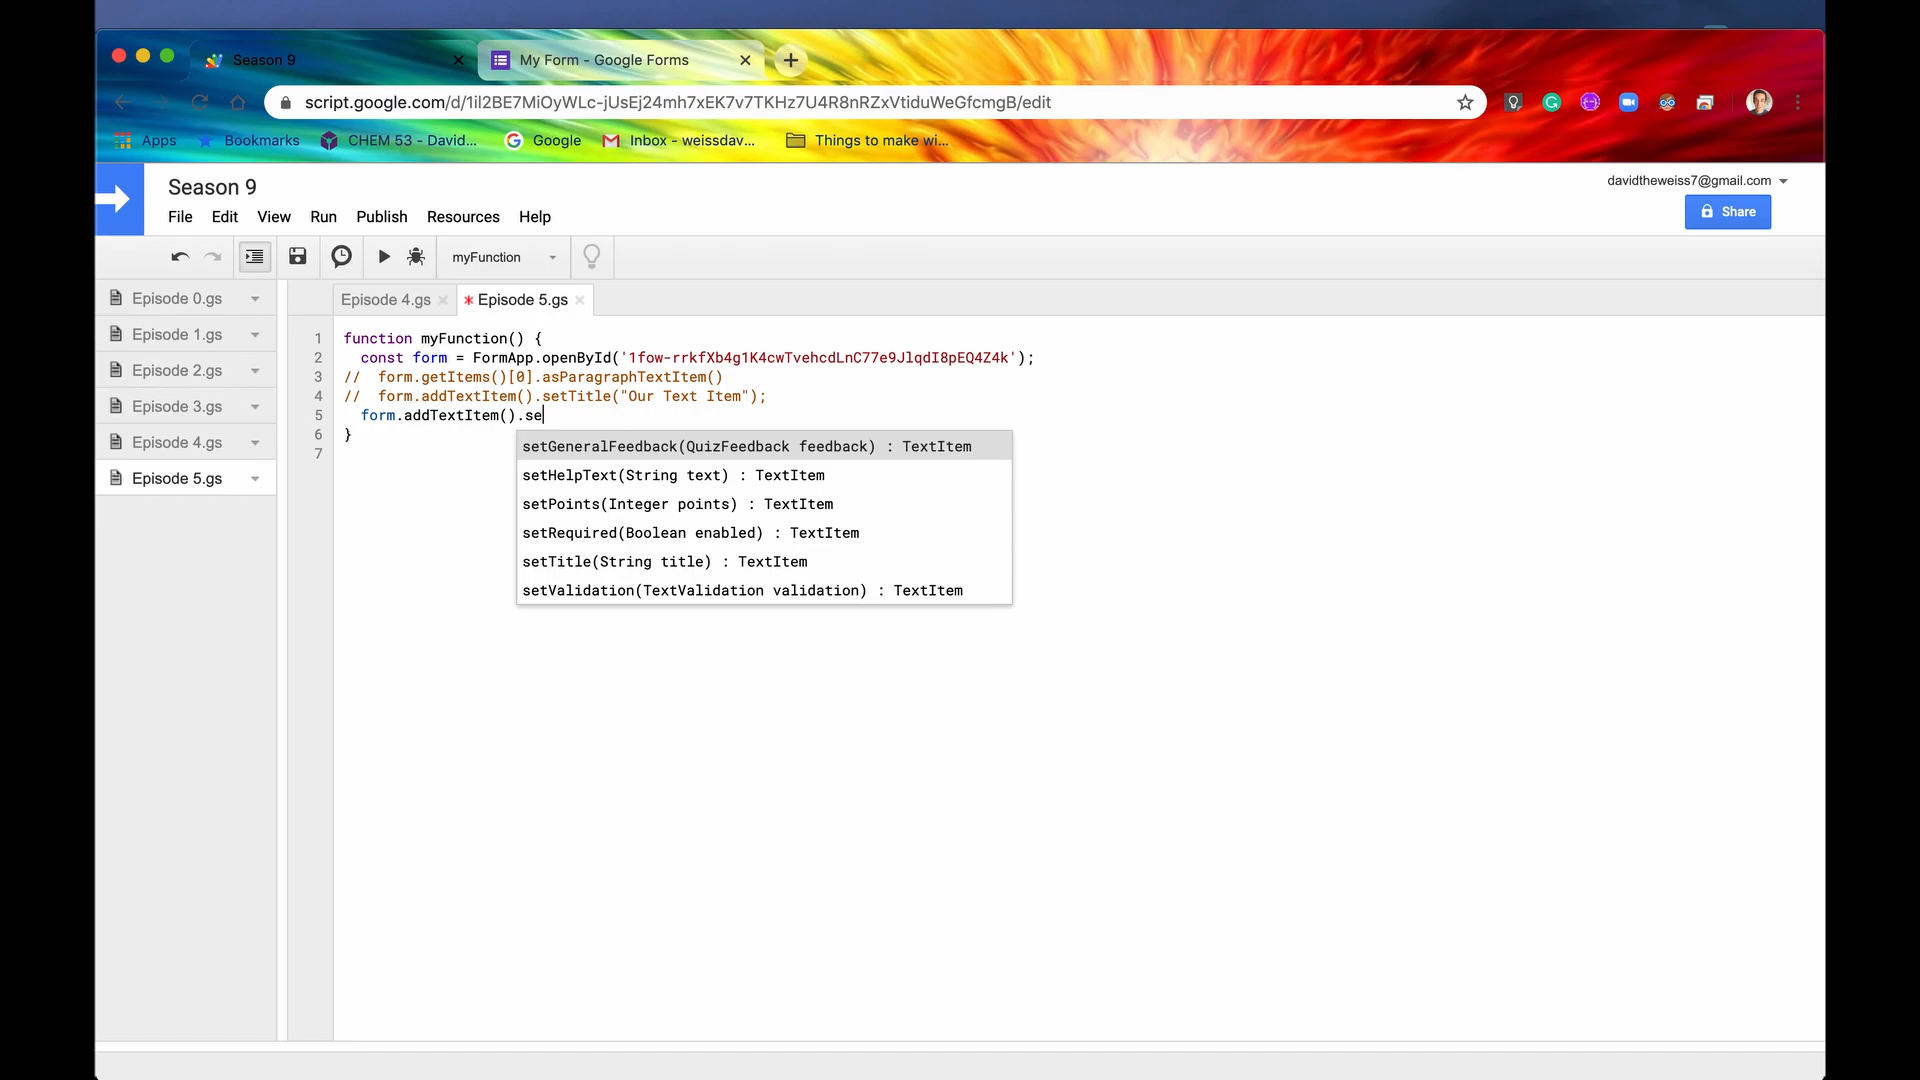 Season 9
My Form - Google Forms
script.google.com/d/1il2BE7MiOyWLc-jUsEj24mh7xEK7v7TKHz7U4R8nRZxVtiduWeGfcmgB/edit
Apps Bookmarks CHEM 53 - David... Google Inbox - weissdav... Things to make wi...
Season 9
davidtheweiss7@gmail.com
File Edit View Run Publish Resources Help
Share
myFunction
Episode 0.gs
Episode 1.gs
Episode 2.gs
Episode 3.gs
Episode 4.gs
Episode 5.gs
Episode 4.gs
* Episode 5.gs
1 function myFunction() {
2 const form = FormApp.openById('1fow-rrkfXb4g1K4cwTvehcdLnC77e9JlqdI8pEQ4Z4k');
3 // form.getItems()[0].asParagraphTextItem()
4 // form.addTextItem().setTitle("Our Text Item");
5 form.addTextItem().se
6 }
7
setGeneralFeedback(QuizFeedback feedback) : TextItem
setHelpText(String text) : TextItem
setPoints(Integer points) : TextItem
setRequired(Boolean enabled) : TextItem
setTitle(String title) : TextItem
setValidation(TextValidation validation) : TextItem